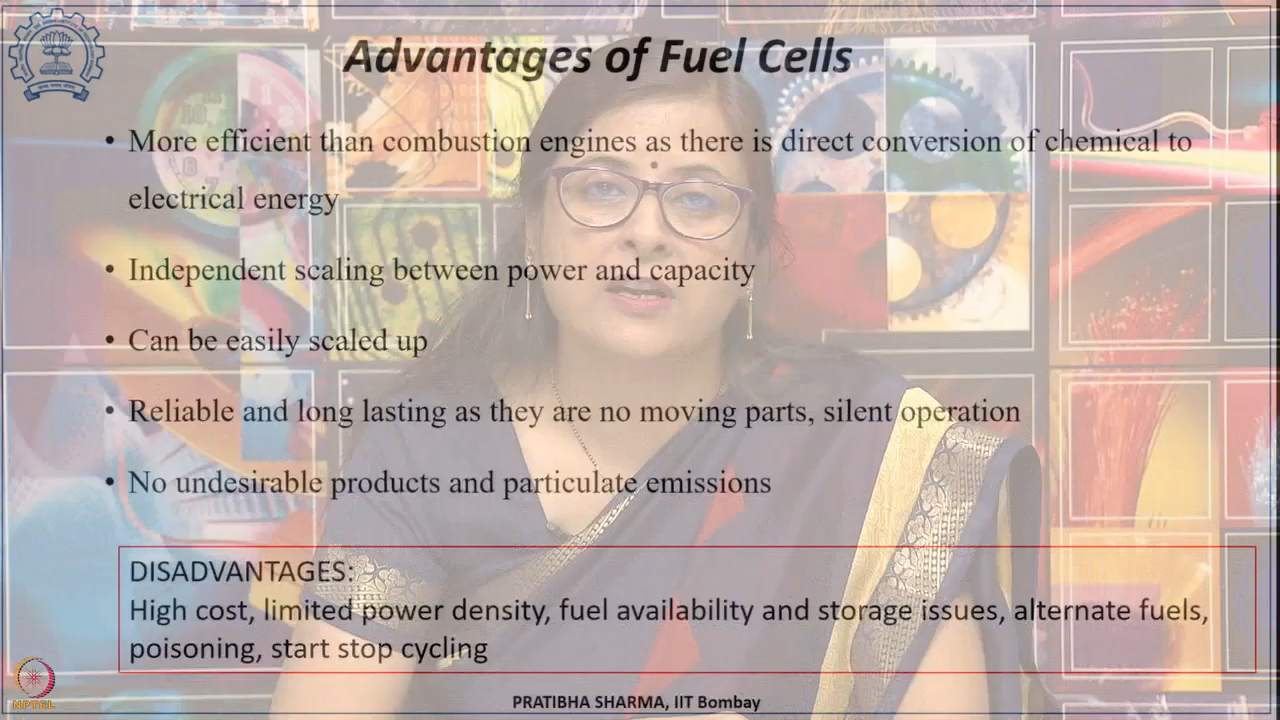 Advantages of Fuel Cells
• More efficient than combustion engines as there is direct conversion of chemical to
electrical energy
• Independent scaling between power and capacity
• Can be easily scaled up
• Reliable and long lasting as they are no moving parts, silent operation
• No undesirable products and particulate emissions
DISADVANTAGES:
High cost, limited power density, fuel availability and storage issues, alternate fuels,
poisoning, start stop cycling
NPTEL
PRATIBHA SHARMA, IIT Bombay